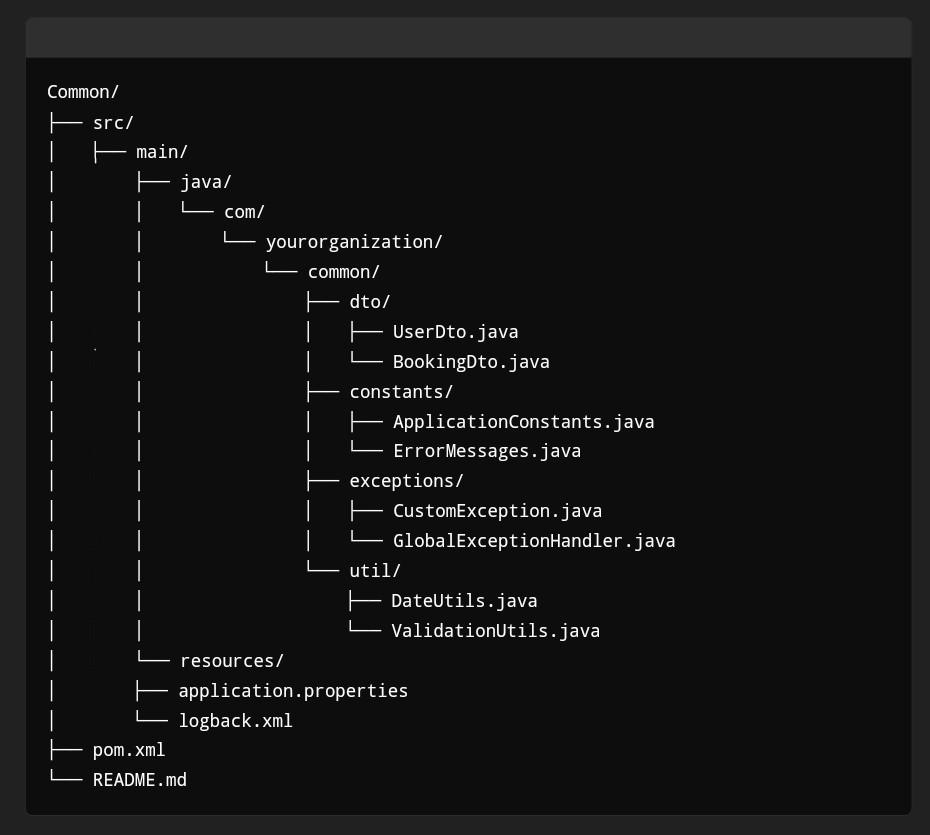 Common/
├── src/
│   ├── main/
│       ├── java/
│       │   └── com/
│       │       └── yourorganization/
│       │           └── common/
│       │               ├── dto/
│       │               │   ├── UserDto.java
│       │               │   └── BookingDto.java
│       │               ├── constants/
│       │               │   ├── ApplicationConstants.java
│       │               │   └── ErrorMessages.java
│       │               ├── exceptions/
│       │               │   ├── CustomException.java
│       │               │   └── GlobalExceptionHandler.java
│       │               └── util/
│       │                   ├── DateUtils.java
│       │                   └── ValidationUtils.java
│       └── resources/
│       ├── application.properties
│       └── logback.xml
├── pom.xml
└── README.md